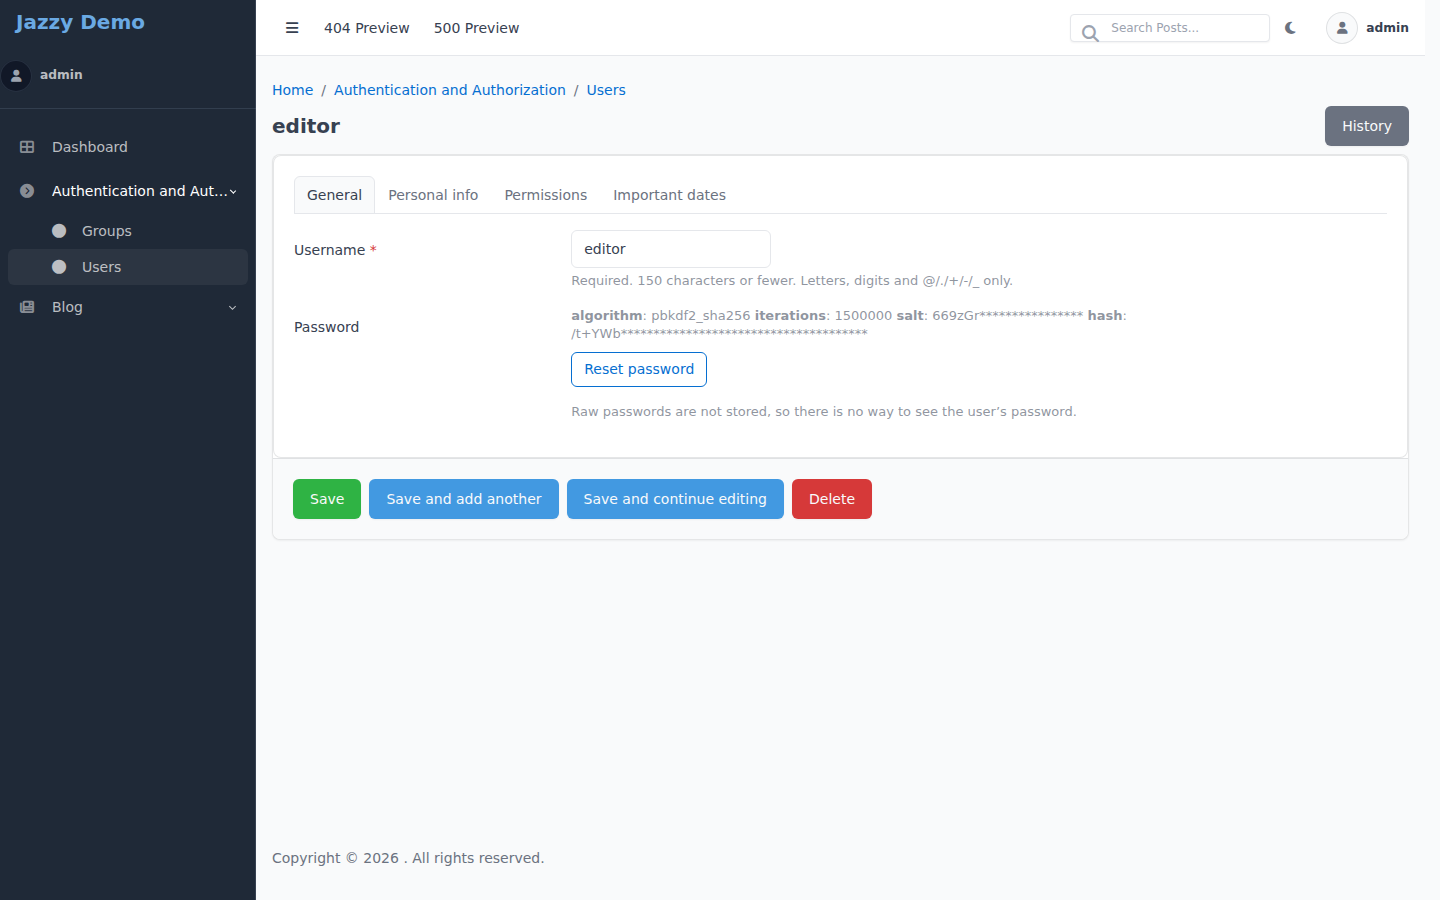 Jazzy Demo
admin
Dashboard
Authentication and Aut...
Groups
Users
Blog
404 Preview
500 Preview
Search Posts...
admin
Home / Authentication and Authorization / Users
editor
History
General
Personal info
Permissions
Important dates
Username *
editor
Required. 150 characters or fewer. Letters, digits and @/./+/-/_ only.
Password
algorithm: pbkdf2_sha256 iterations: 1500000 salt: 669zGr**************** hash:
/t+YWb**************************************
Reset password
Raw passwords are not stored, so there is no way to see the user’s password.
Save
Save and add another
Save and continue editing
Delete
Copyright © 2026 . All rights reserved.